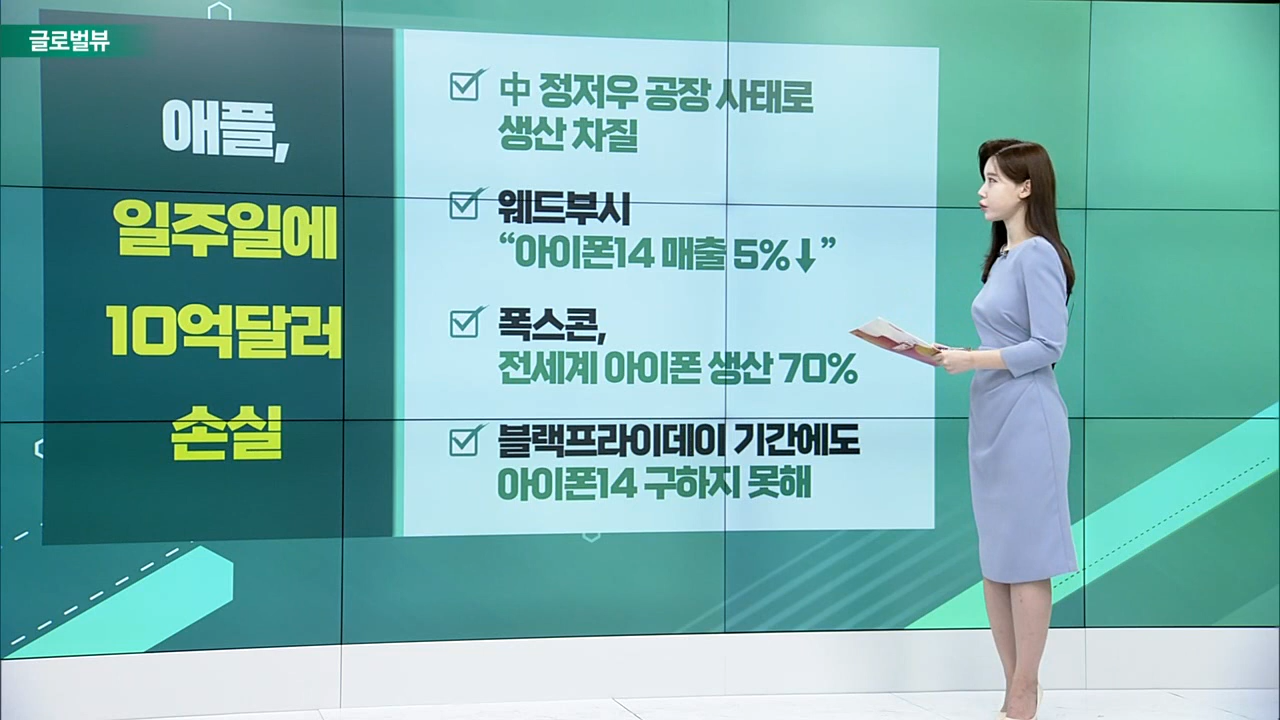 글로벌뷰
애플,
일주일에
10억달러
손실
中 정저우 공장 사태로
생산 차질
웨드부시
“아이폰14 매출 5%↓”
폭스콘,
전세계 아이폰 생산 70%
블랙프라이데이 기간에도
아이폰14 구하지 못해